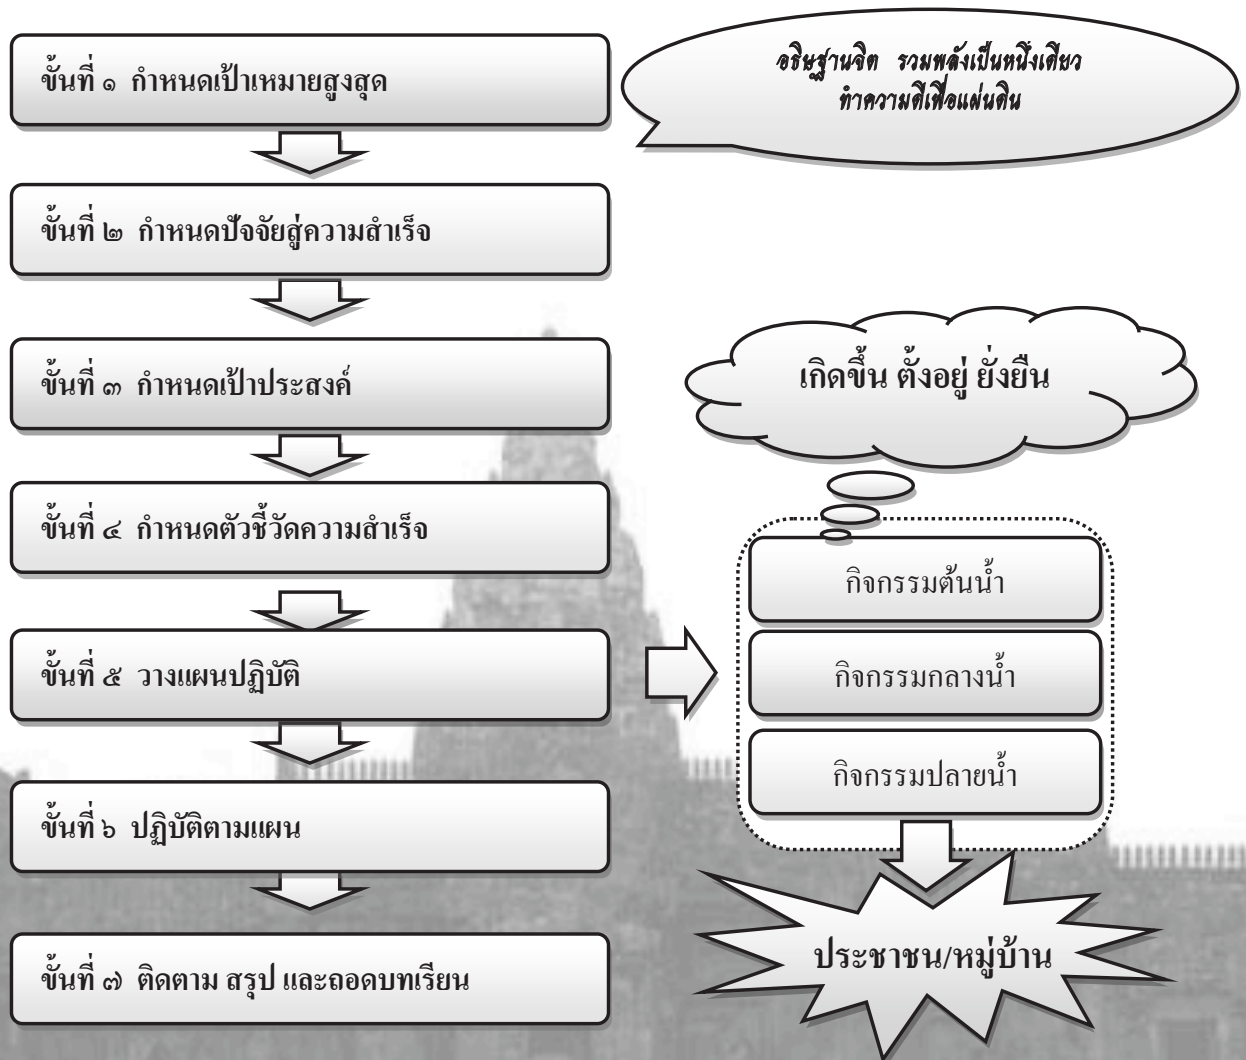 ขั้นที่ ๑ กำหนดเป้าเหมายสูงสุด
อธิษฐานจิต รวมพลังเป็นหนึ่งเดียว
ทำความดีเพื่อแผ่นดิน
ขั้นที่ ๒ กำหนดปัจจัยสู่ความสำเร็จ
ขั้นที่ ๓ กำหนดเป้าประสงค์
เกิดขึ้น ตั้งอยู่ ยั่งยืน
ขั้นที่ ๔ กำหนดตัวชี้วัดความสำเร็จ
กิจกรรมต้นน้ำ
ขั้นที่ ๕ วางแผนปฏิบัติ
กิจกรรมกลางน้ำ
กิจกรรมปลายน้ำ
ขั้นที่ ๖ ปฏิบัติตามแผน
ประชาชน/หมู่บ้าน
ขั้นที่ ๗ ติดตาม สรุป และถอดบทเรียน